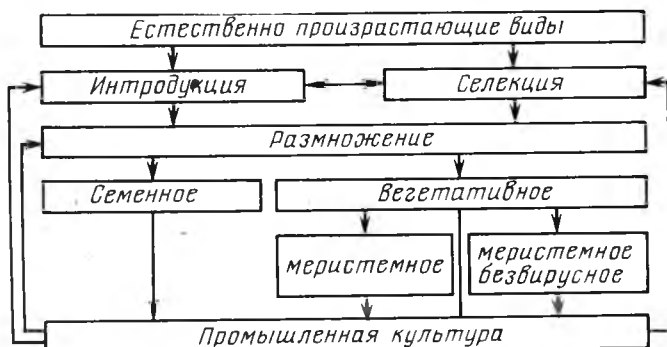 Естественно произрастающие виды
Интродукция
Селекция
Размножение
Семенное
Вегетативное
меристемное
меристемное
безвирусное
Промышленная культура